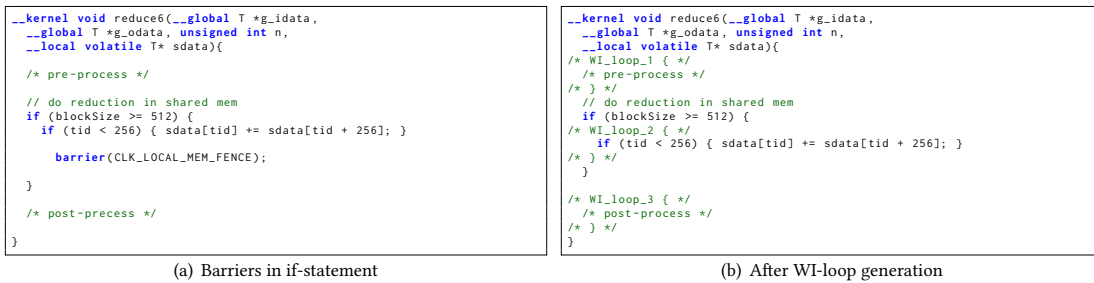 __kernel void reduce6(__global T *g_idata,
  __global T *g_odata, unsigned int n,
  __local volatile T* sdata){
  /* pre-process */
  // do reduction in shared mem
  if (blockSize >= 512) {
    if (tid < 256) { sdata[tid] += sdata[tid + 256]; }
      barrier(CLK_LOCAL_MEM_FENCE);
  }
  /* post-precess */
}
(a) Barriers in if-statement
__kernel void reduce6(__global T *g_idata,
  __global T *g_odata, unsigned int n,
  __local volatile T* sdata){
/* WI_loop_1 { */
  /* pre-process */
/* } */
  // do reduction in shared mem
  if (blockSize >= 512) {
/* WI_loop_2 { */
    if (tid < 256) { sdata[tid] += sdata[tid + 256]; }
/* } */
  }
/* WI_loop_3 { */
  /* post-process */
/* } */
}
(b) After WI-loop generation